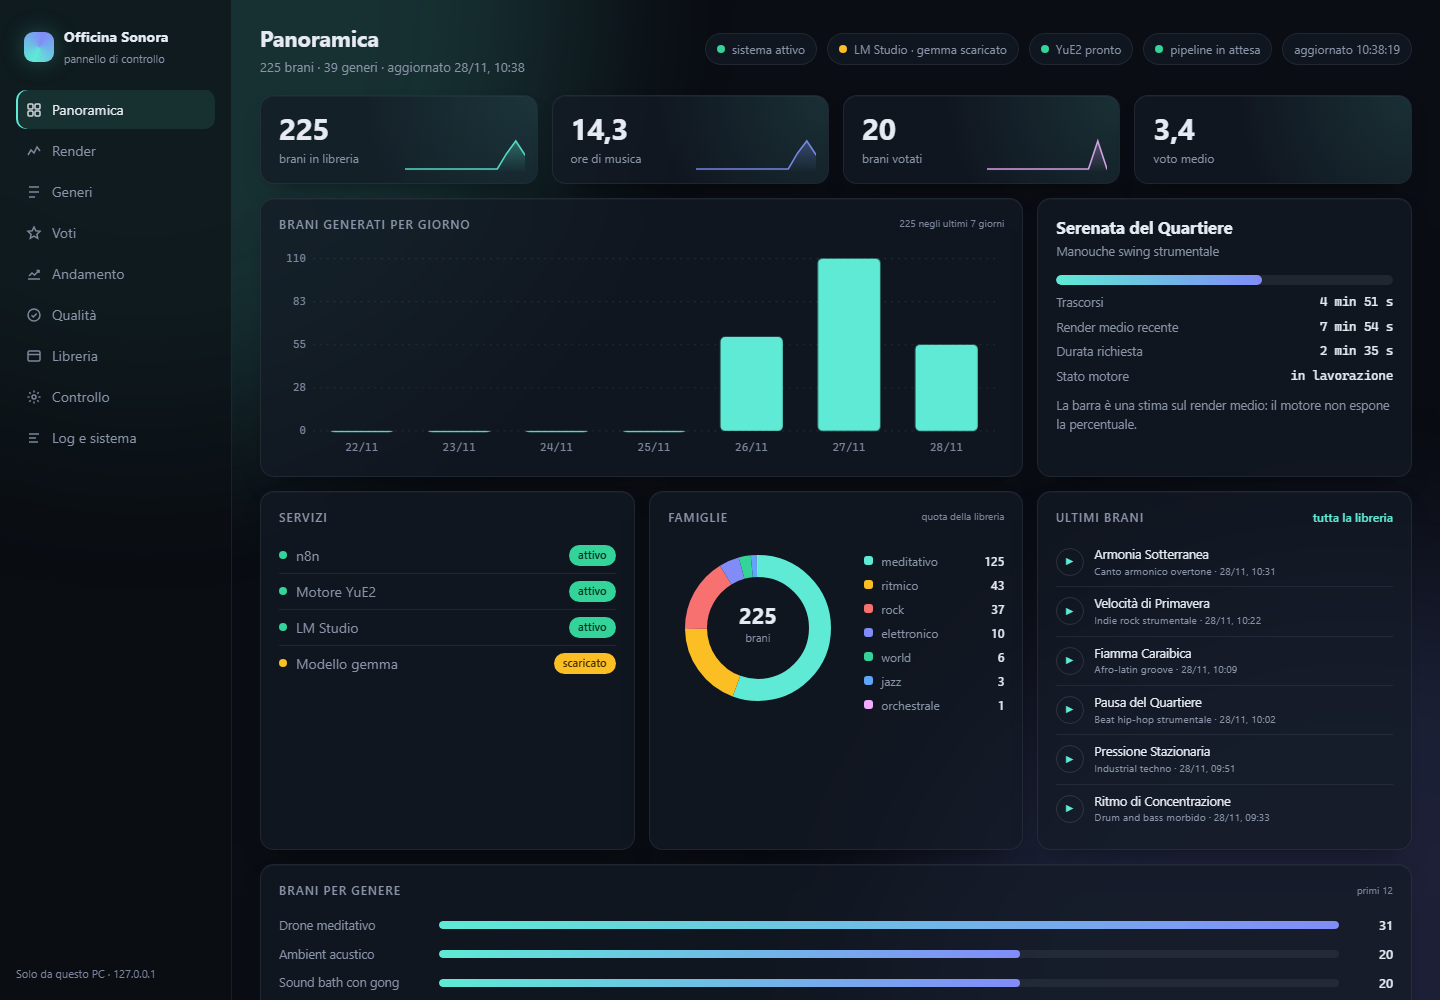 Officina Sonora
pannello di controllo
Panoramica
Render
Generi
Voti
Andamento
Qualità
Libreria
Controllo
Log e sistema
Solo da questo PC · 127.0.0.1
Panoramica
225 brani · 39 generi · aggiornato 28/11, 10:38
sistema attivo
LM Studio · gemma scaricato
YuE2 pronto
pipeline in attesa
aggiornato 10:38:19
225
brani in libreria
14,3
ore di musica
20
brani votati
3,4
voto medio
BRANI GENERATI PER GIORNO
225 negli ultimi 7 giorni
110
83
55
28
0
22/11 23/11 24/11 25/11 26/11 27/11 28/11
Serenata del Quartiere
Manouche swing strumentale
Trascorsi 4 min 51 s
Render medio recente 7 min 54 s
Durata richiesta 2 min 35 s
Stato motore in lavorazione
La barra è una stima sul render medio: il motore non espone
la percentuale.
SERVIZI
n8n attivo
Motore YuE2 attivo
LM Studio attivo
Modello gemma scaricato
FAMIGLIE
quota della libreria
225
brani
meditativo 125
ritmico 43
rock 37
elettronico 10
world 6
jazz 3
orchestrale 1
ULTIMI BRANI
tutta la libreria
Armonia Sotterranea
Canto armonico overtone · 28/11, 10:31
Velocità di Primavera
Indie rock strumentale · 28/11, 10:22
Fiamma Caraibica
Afro-latin groove · 28/11, 10:09
Pausa del Quartiere
Beat hip-hop strumentale · 28/11, 10:02
Pressione Stazionaria
Industrial techno · 28/11, 09:51
Ritmo di Concentrazione
Drum and bass morbido · 28/11, 09:33
BRANI PER GENERE
primi 12
Drone meditativo 31
Ambient acustico 20
Sound bath con gong 20